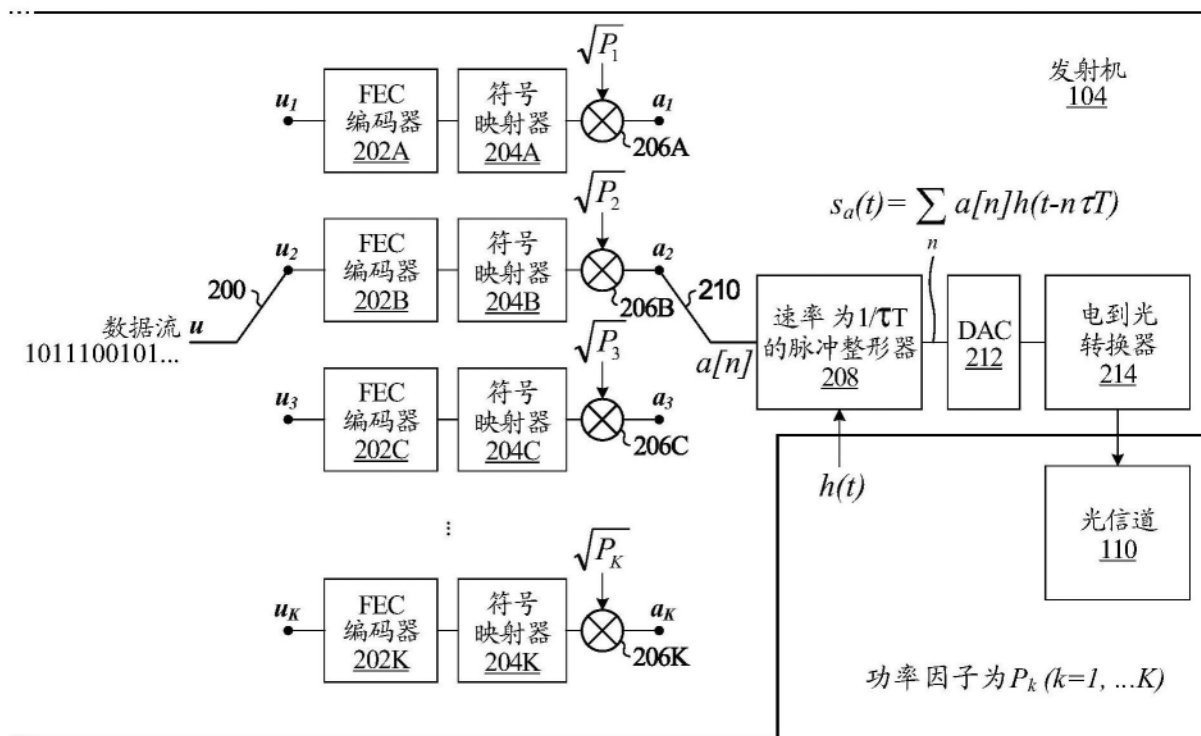 ...
√P₁
u₁
FEC
编码器
202A
符号
映射器
204A
206A
a₁
发射机
104
√P₂
u₂
FEC
编码器
202B
符号
映射器
204B
206B
a₂
200
数据流 u
1011100101...
210
a[n]
sₐ(t)=∑ a[n]h(t-nτT)
n
速率为1/τT
的脉冲整形器
208
DAC
212
电到光
转换器
214
h(t)
光信道
110
√P₃
u₃
FEC
编码器
202C
符号
映射器
204C
206C
a₃
...
√P_K
u_K
FEC
编码器
202K
符号
映射器
204K
206K
a_K
功率因子为P_k (k=1, ...K)